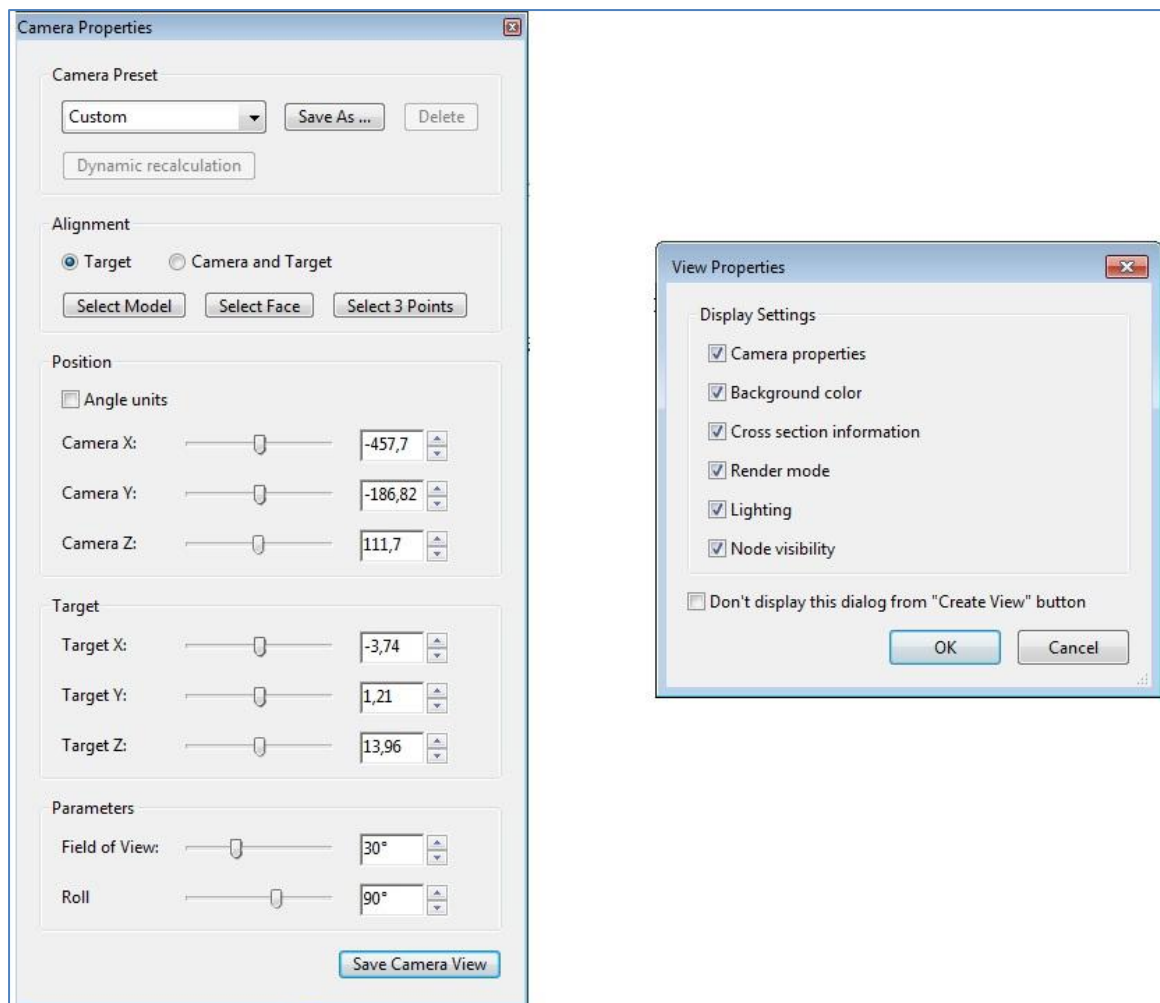 Camera Properties
Camera Preset
Custom
Save As ...
Delete
Dynamic recalculation
Alignment
Target
Camera and Target
Select Model
Select Face
Select 3 Points
Position
Angle units
Camera X:
-457,7
Camera Y:
-186,82
Camera Z:
111,7
Target
Target X:
-3,74
Target Y:
1,21
Target Z:
13,96
Parameters
Field of View:
30°
Roll
90°
Save Camera View
View Properties
Display Settings
Camera properties
Background color
Cross section information
Render mode
Lighting
Node visibility
Don't display this dialog from "Create View" button
OK
Cancel